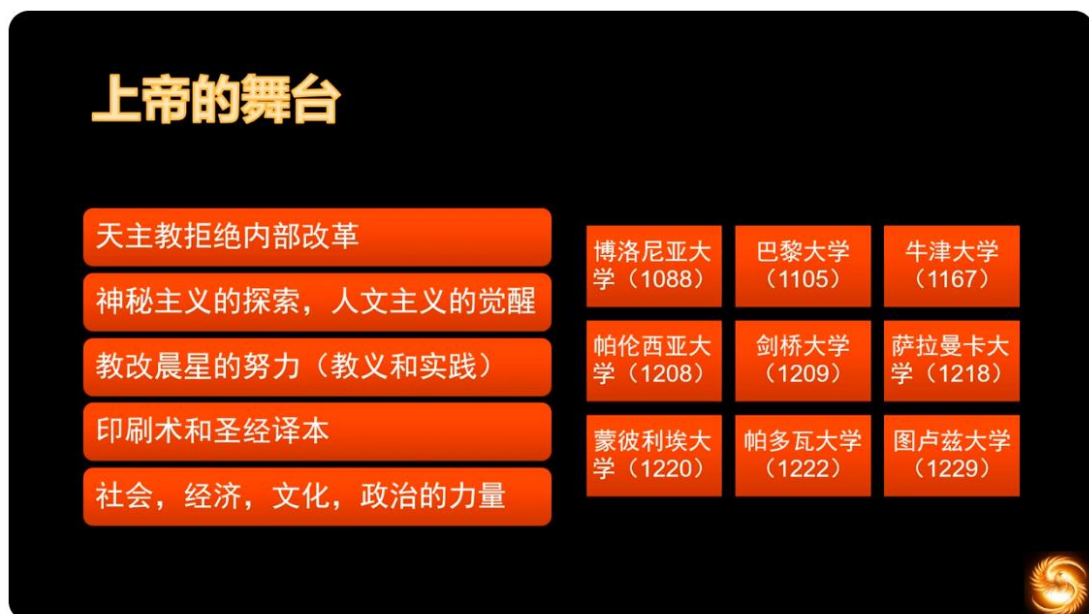 上帝的舞台
天主教拒绝内部改革
神秘主义的探索，人文主义的觉醒
教改晨星的努力（教义和实践）
印刷术和圣经译本
社会，经济，文化，政治的力量
博洛尼亚大
学（1088）
巴黎大学
（1105）
牛津大学
（1167）
帕伦西亚大
学（1208）
剑桥大学
（1209）
萨拉曼卡大
学（1218）
蒙彼利埃大
学（1220）
帕多瓦大学
（1222）
图卢兹大学
（1229）